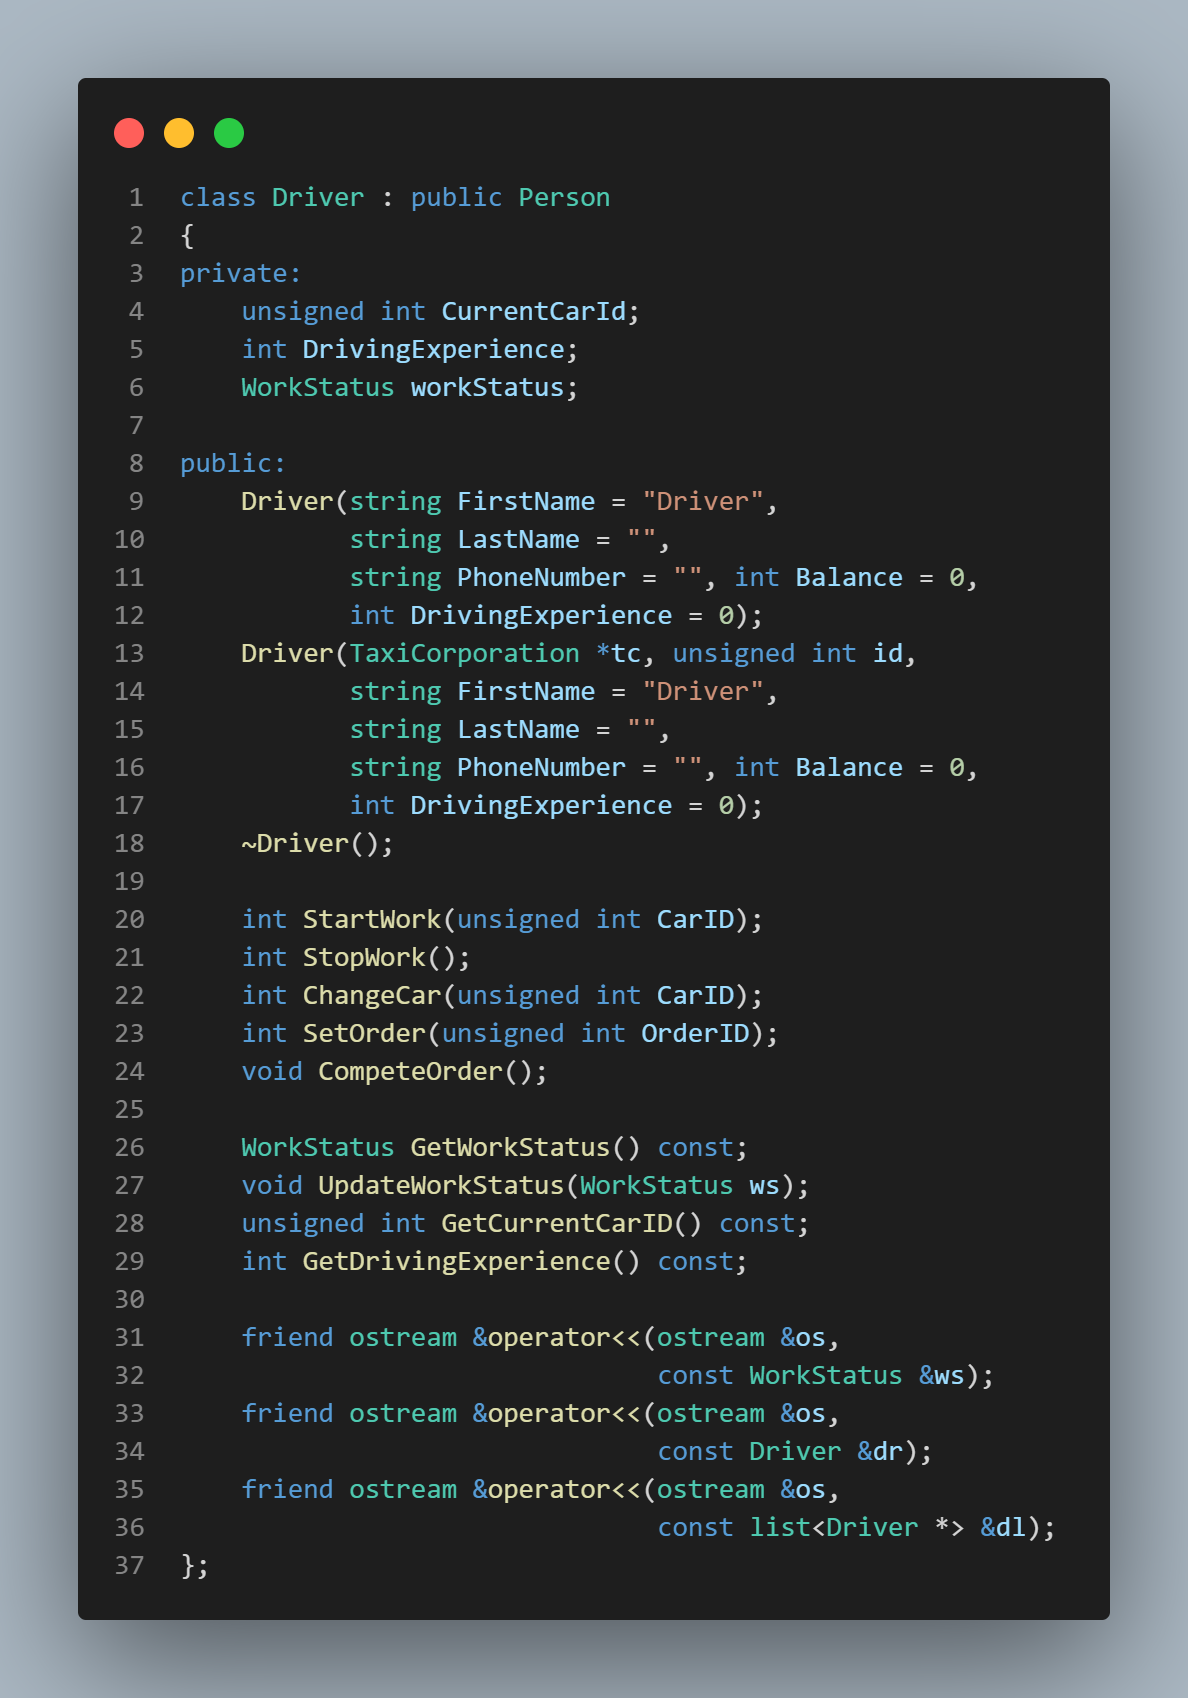 1 class Driver : public Person
2 {
3 private:
4     unsigned int CurrentCarId;
5     int DrivingExperience;
6     WorkStatus workStatus;
7
8 public:
9     Driver(string FirstName = "Driver",
10            string LastName = "",
11            string PhoneNumber = "", int Balance = 0,
12            int DrivingExperience = 0);
13     Driver(TaxiCorporation *tc, unsigned int id,
14            string FirstName = "Driver",
15            string LastName = "",
16            string PhoneNumber = "", int Balance = 0,
17            int DrivingExperience = 0);
18     ~Driver();
19
20     int StartWork(unsigned int CarID);
21     int StopWork();
22     int ChangeCar(unsigned int CarID);
23     int SetOrder(unsigned int OrderID);
24     void CompeteOrder();
25
26     WorkStatus GetWorkStatus() const;
27     void UpdateWorkStatus(WorkStatus ws);
28     unsigned int GetCurrentCarID() const;
29     int GetDrivingExperience() const;
30
31     friend ostream &operator<<(ostream &os,
32                                const WorkStatus &ws);
33     friend ostream &operator<<(ostream &os,
34                                const Driver &dr);
35     friend ostream &operator<<(ostream &os,
36                                const list<Driver *> &dl);
37 };